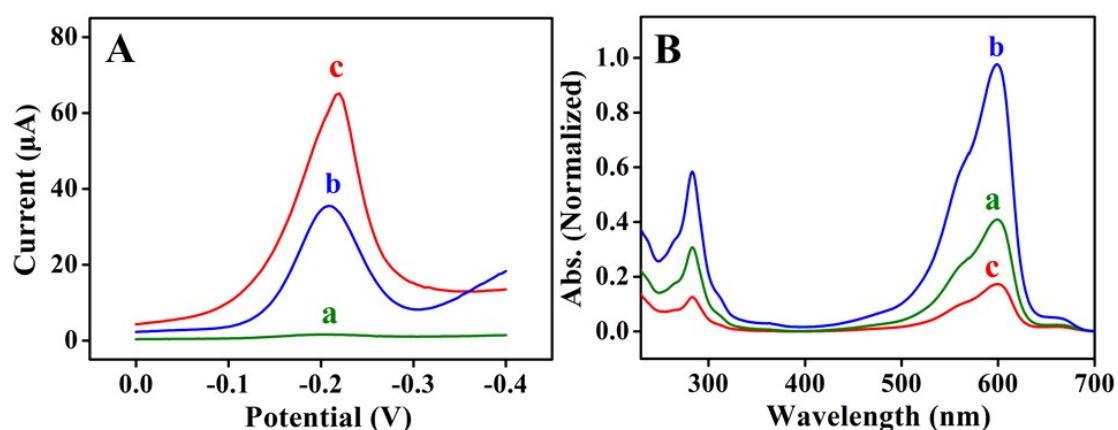 A
80
60
40
20
0
Current (μA)
c
b
a
0.0 -0.1 -0.2 -0.3 -0.4
Potential (V)
B
1.0
0.8
0.6
0.4
0.2
0.0
Abs. (Normalized)
b
a
c
300 400 500 600 700
Wavelength (nm)